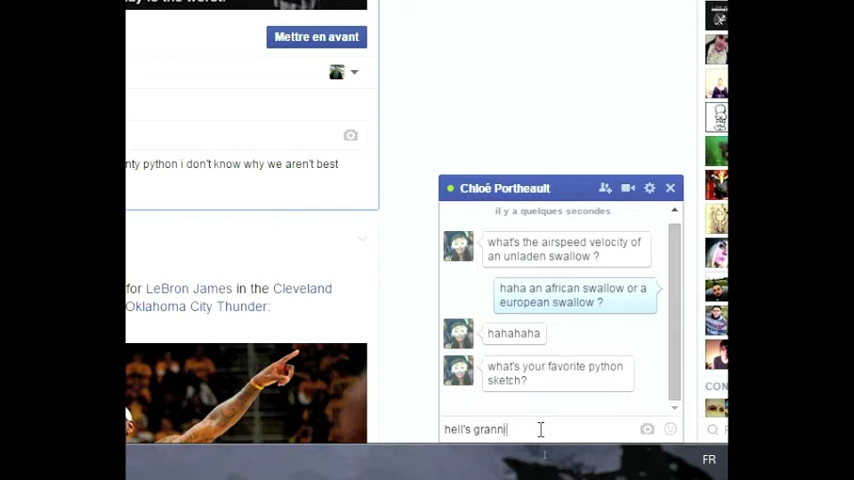 Mettre en avant
nty python i don't know why we aren't best
for LeBron James in the Cleveland
Oklahoma City Thunder:
Chloé Portheault
il y a quelques secondes
what's the airspeed velocity of
an unladen swallow ?
haha an african swallow or a
european swallow ?
hahahaha
what's your favorite python
sketch?
hell's granni
CON
FR